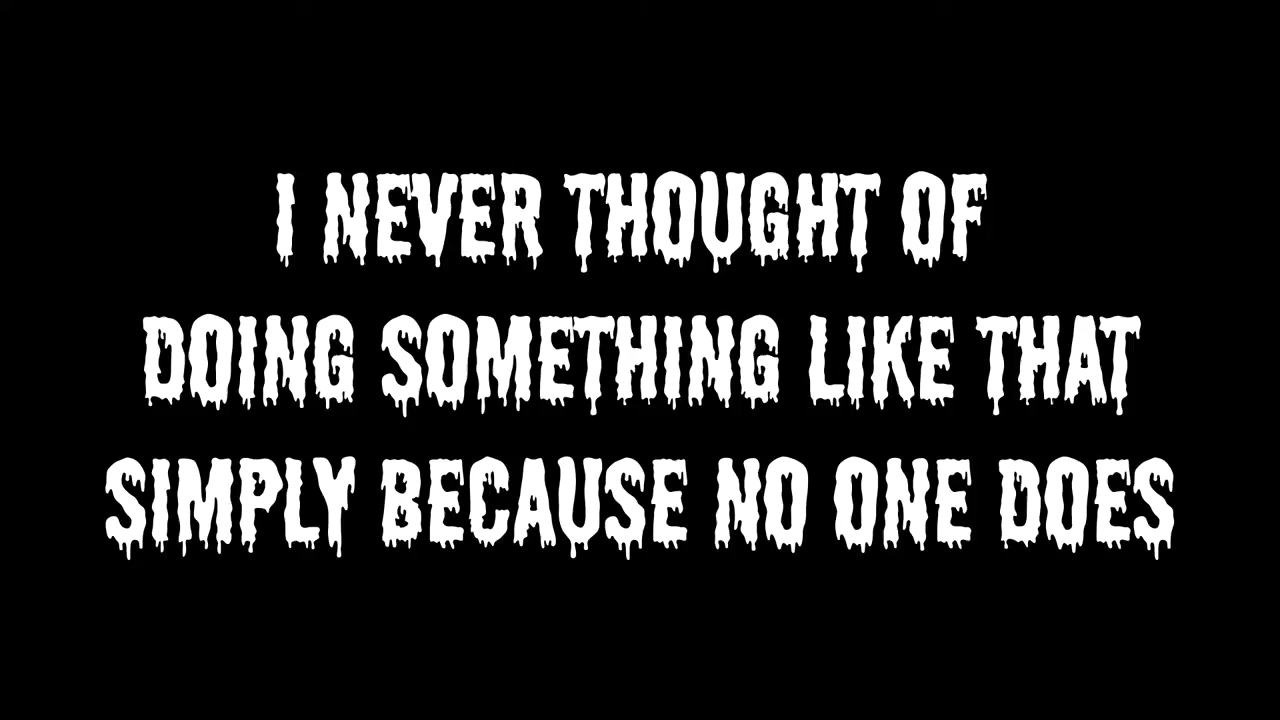 I NEVER THOUGHT OF
DOING SOMETHING LIKE THAT
SIMPLY BECAUSE NO ONE DOES